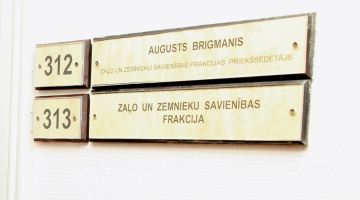 312
AUGUSTS BRIGMANIS
ZAĻO UN ZEMNIEKU SAVIENĪBAS FRAKCIJAS PRIEKŠSĒDĒTĀJS
313
ZAĻO UN ZEMNIEKU SAVIENĪBAS
FRAKCIJA